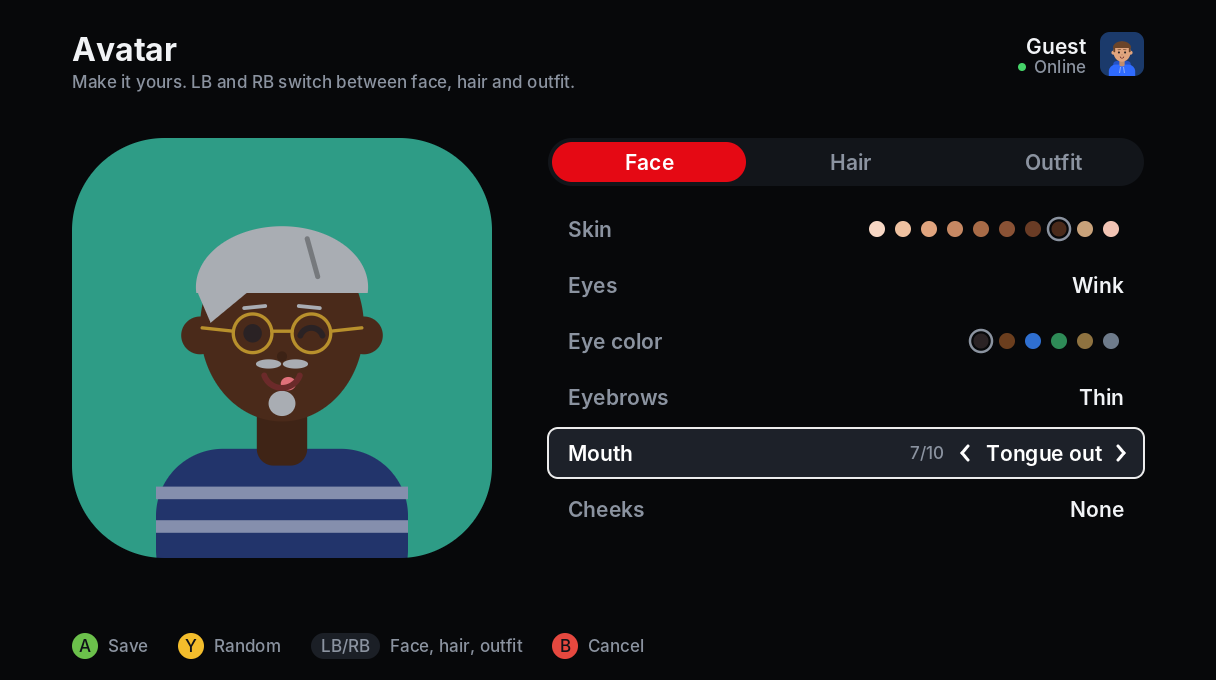 Avatar
Make it yours. LB and RB switch between face, hair and outfit.
Guest
Online
Face
Hair
Outfit
Skin
Eyes
Wink
Eye color
Eyebrows
Thin
Mouth
7/10
Tongue out
Cheeks
None
A Save
Y Random
LB/RB Face, hair, outfit
B Cancel